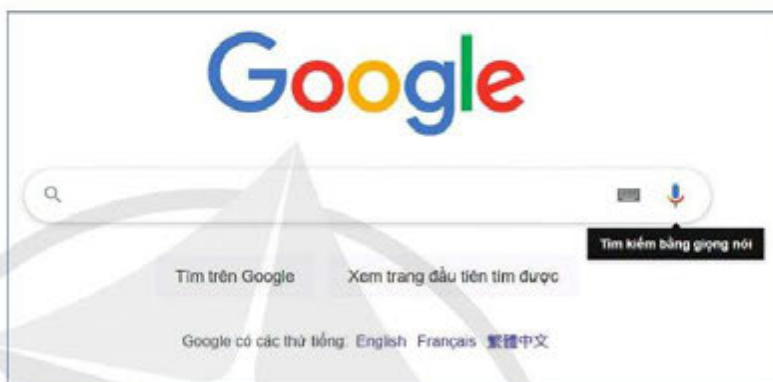 Google
Tìm kiếm bằng giọng nói
Tìm trên Google Xem trang đầu tiên tìm được
Google có các thứ tiếng: English Français 繁體中文